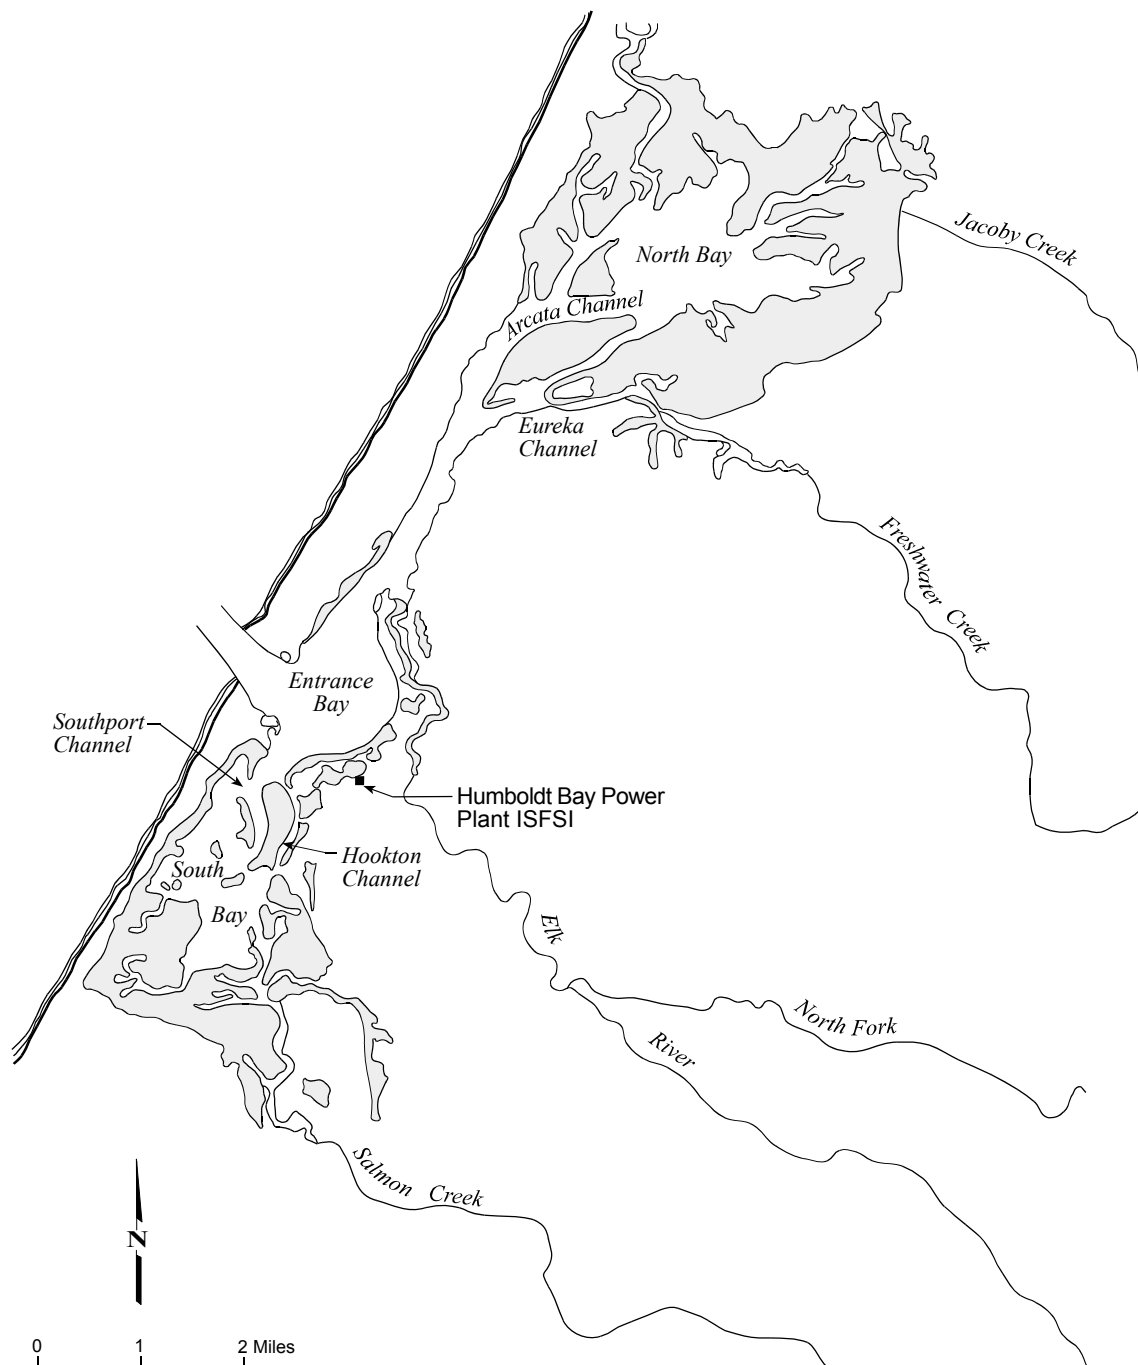 Jacoby Creek
North Bay
Arcata Channel
Eureka
Channel
Freshwater Creek
Entrance
Bay
Southport
Channel
Humboldt Bay Power
Plant ISFSI
Hookton
Channel
South
Bay
Elk
River
North Fork
Salmon Creek
N
0 1 2 Miles